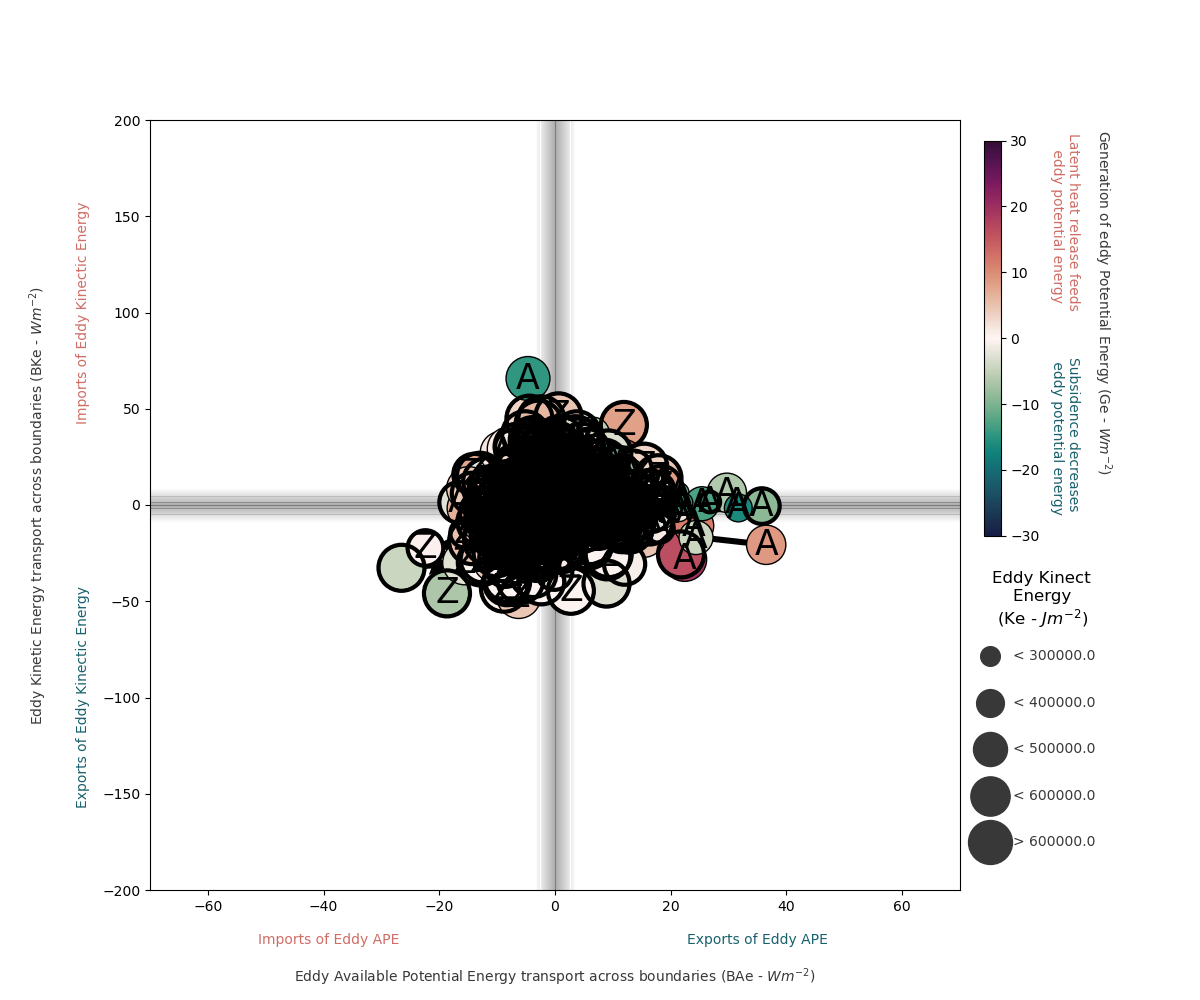 200
150
100
50
0
−50
−100
−150
−200
−60
−40
−20
0
20
40
60
Eddy Kinetic Energy transport across boundaries (BKe - Wm⁻²)
Imports of Eddy Kinectic Energy
Exports of Eddy Kinectic Energy
Imports of Eddy APE
Exports of Eddy APE
Eddy Available Potential Energy transport across boundaries (BAe - Wm⁻²)
A
Z
Z
A
A
A
A
A
A
A
Z
Z
Z
30
20
10
0
−10
−20
−30
Latent heat release feeds
eddy potential energy
Subsidence decreases
eddy potential energy
Generation of eddy Potential Energy (Ge - Wm⁻²)
Eddy Kinect
Energy
(Ke - Jm⁻²)
< 300000.0
< 400000.0
< 500000.0
< 600000.0
> 600000.0